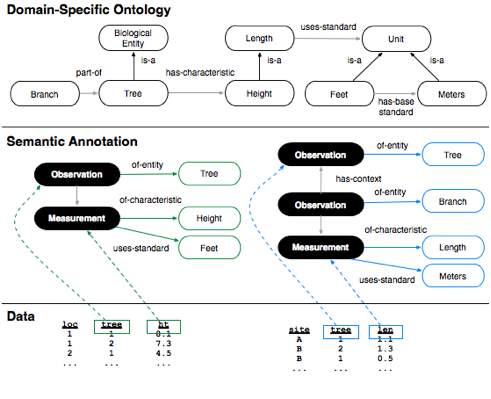 Domain-Specific Ontology
Biological
Entity
Length
uses-standard
Unit
is-a
is-a
is-a
is-a
part-of
has-characteristic
Branch
Tree
Height
Feet
has-base
standard
Meters
Semantic Annotation
Observation
of-entity
Tree
of-characteristic
Measurement
Height
uses-standard
Feet
Observation
of-entity
Tree
has-context
of-entity
Observation
Branch
of-characteristic
Measurement
Length
uses-standard
Meters
Data
loc tree ht
1 1 8.1
1 2 7.3
2 1 4.5
... ... ...
site tree len
A 1 1.1
B 2 1.3
B 1 0.5
... ... ...